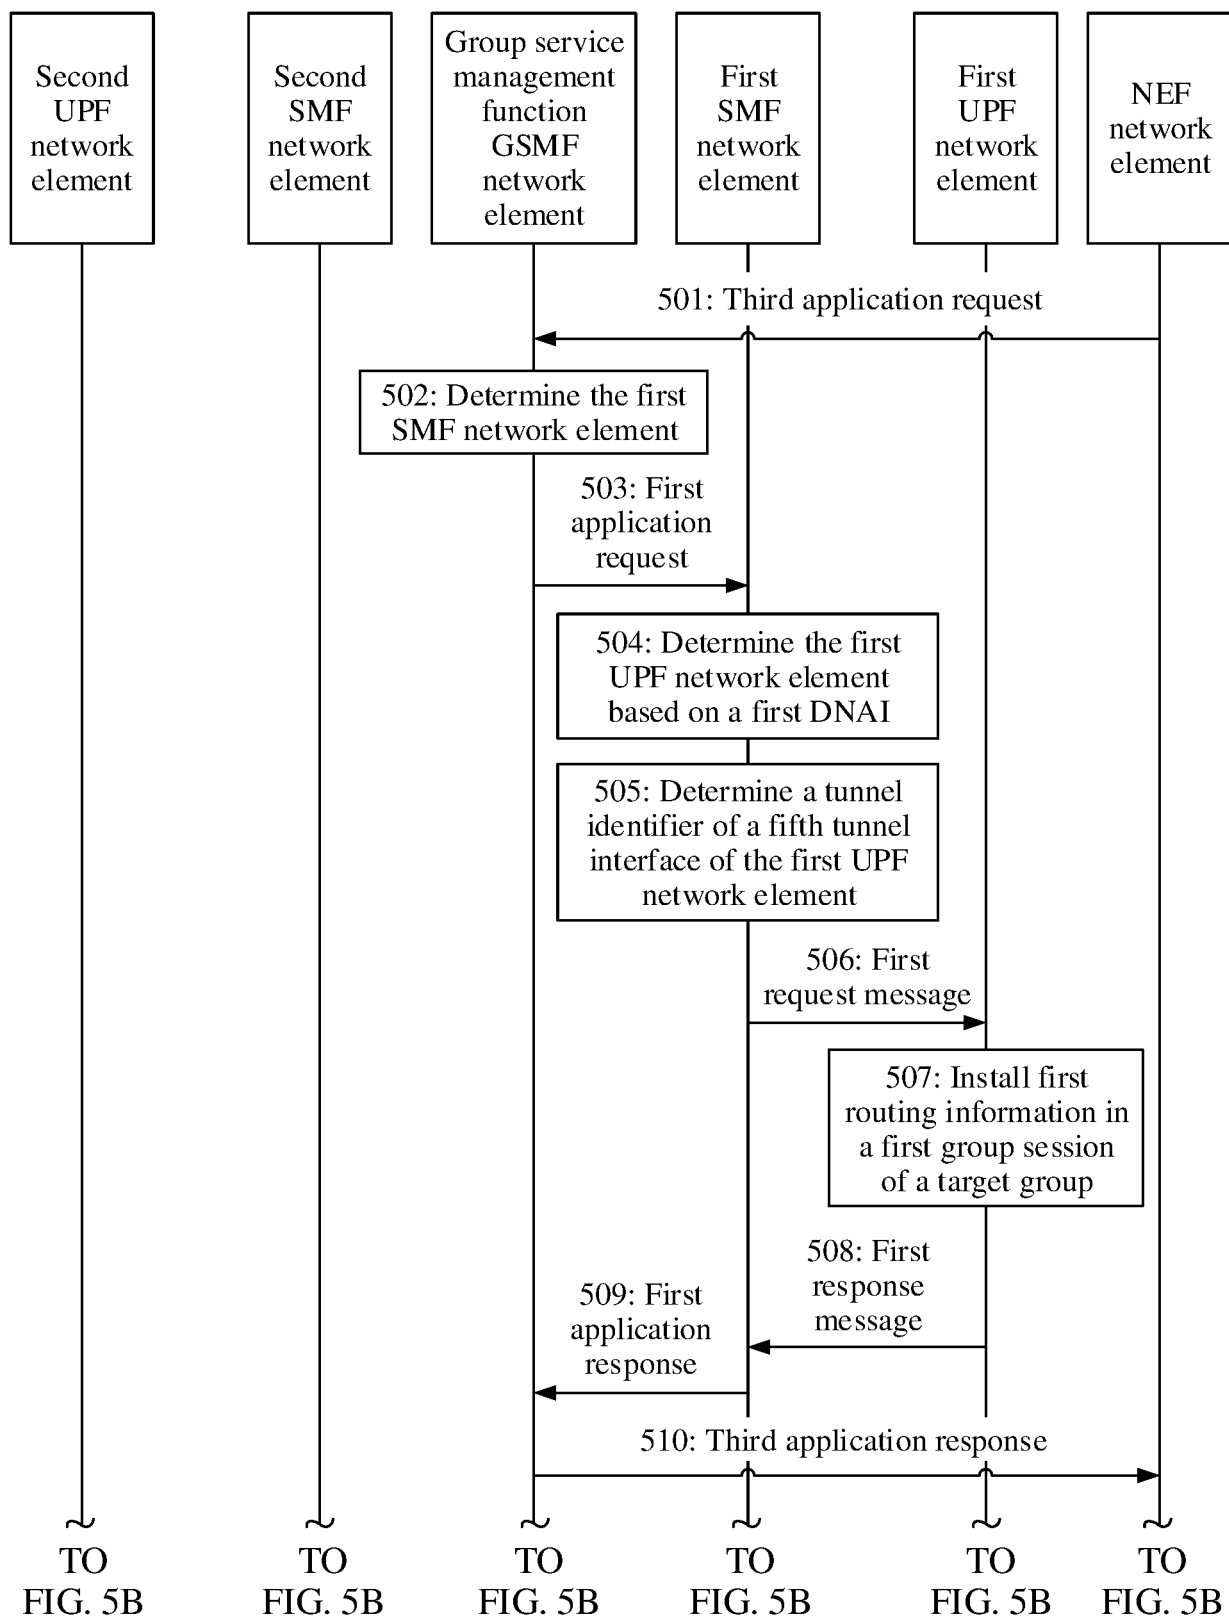 Second
UPF
network
element
Second
SMF
network
element
Group service
management
function
GSMF
network
element
First
SMF
network
element
First
UPF
network
element
NEF
network
element
501: Third application request
502: Determine the first
SMF network element
503: First
application
request
504: Determine the first
UPF network element
based on a first DNAI
505: Determine a tunnel
identifier of a fifth tunnel
interface of the first UPF
network element
506: First
request message
507: Install first
routing information in
a first group session
of a target group
508: First
response
message
509: First
application
response
510: Third application response
TO
FIG. 5B
TO
FIG. 5B
TO
FIG. 5B
TO
FIG. 5B
TO
FIG. 5B
TO
FIG. 5B